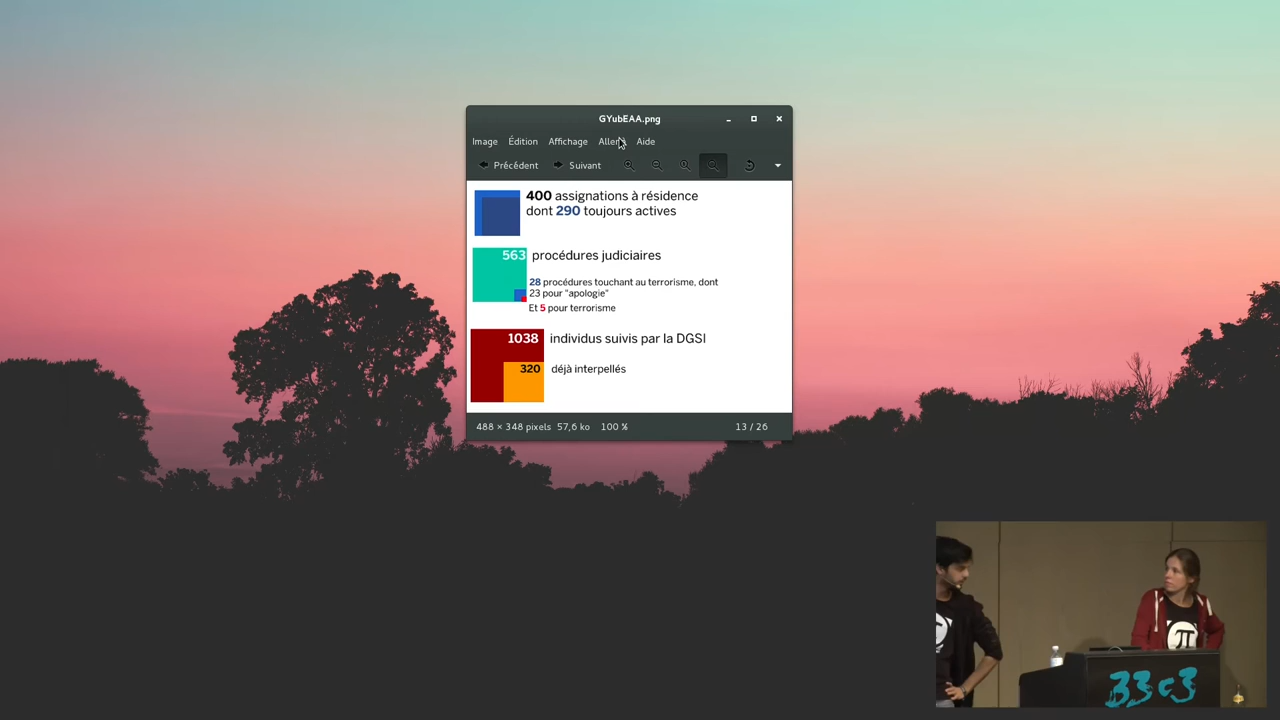 GYubEAA.png
Image Édition Affichage Aller Aide
Précédent Suivant
400 assignations à résidence
dont 290 toujours actives
563 procédures judiciaires
28 procédures touchant au terrorisme, dont
23 pour "apologie"
Et 5 pour terrorisme
1038 individus suivis par la DGSI
320 déjà interpellés
488 × 348 pixels 57,6 ko 100 % 13 / 26
π
33c3